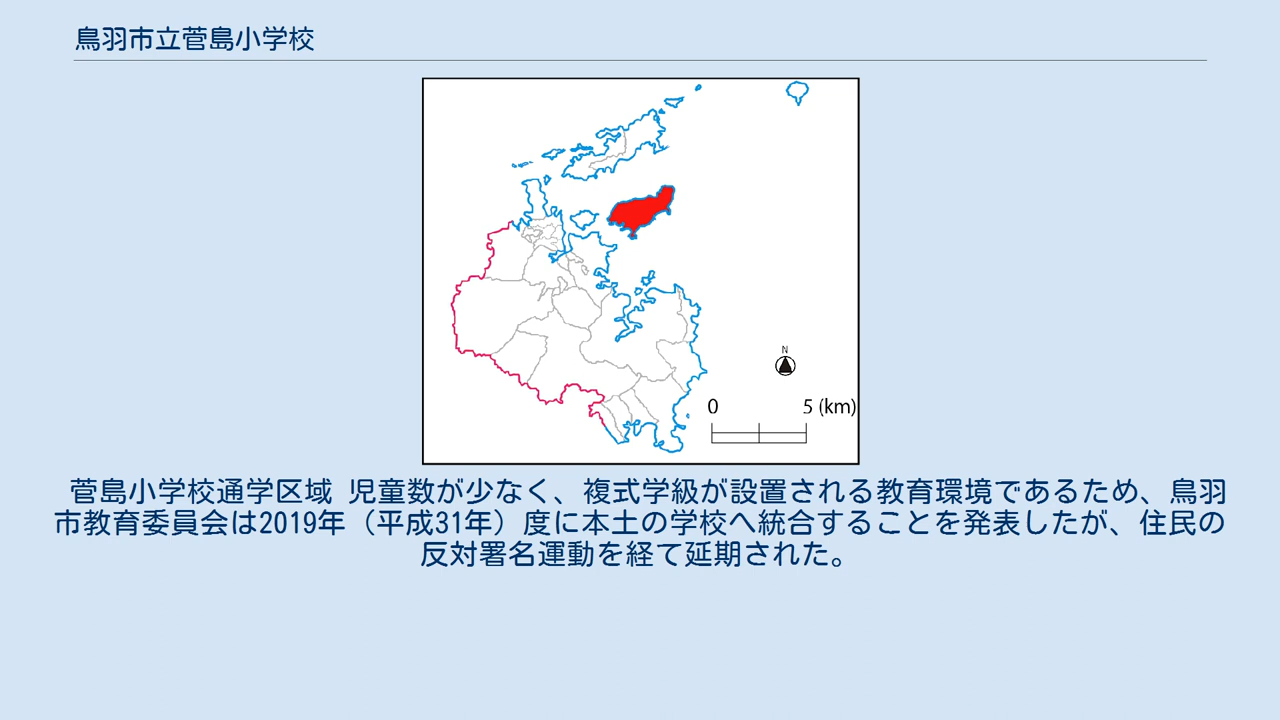 鳥羽市立菅島小学校
N
0 5 (km)
菅島小学校通学区域 児童数が少なく、複式学級が設置される教育環境であるため、鳥羽
市教育委員会は2019年（平成31年）度に本土の学校へ統合することを発表したが、住民の
反対署名運動を経て延期された。